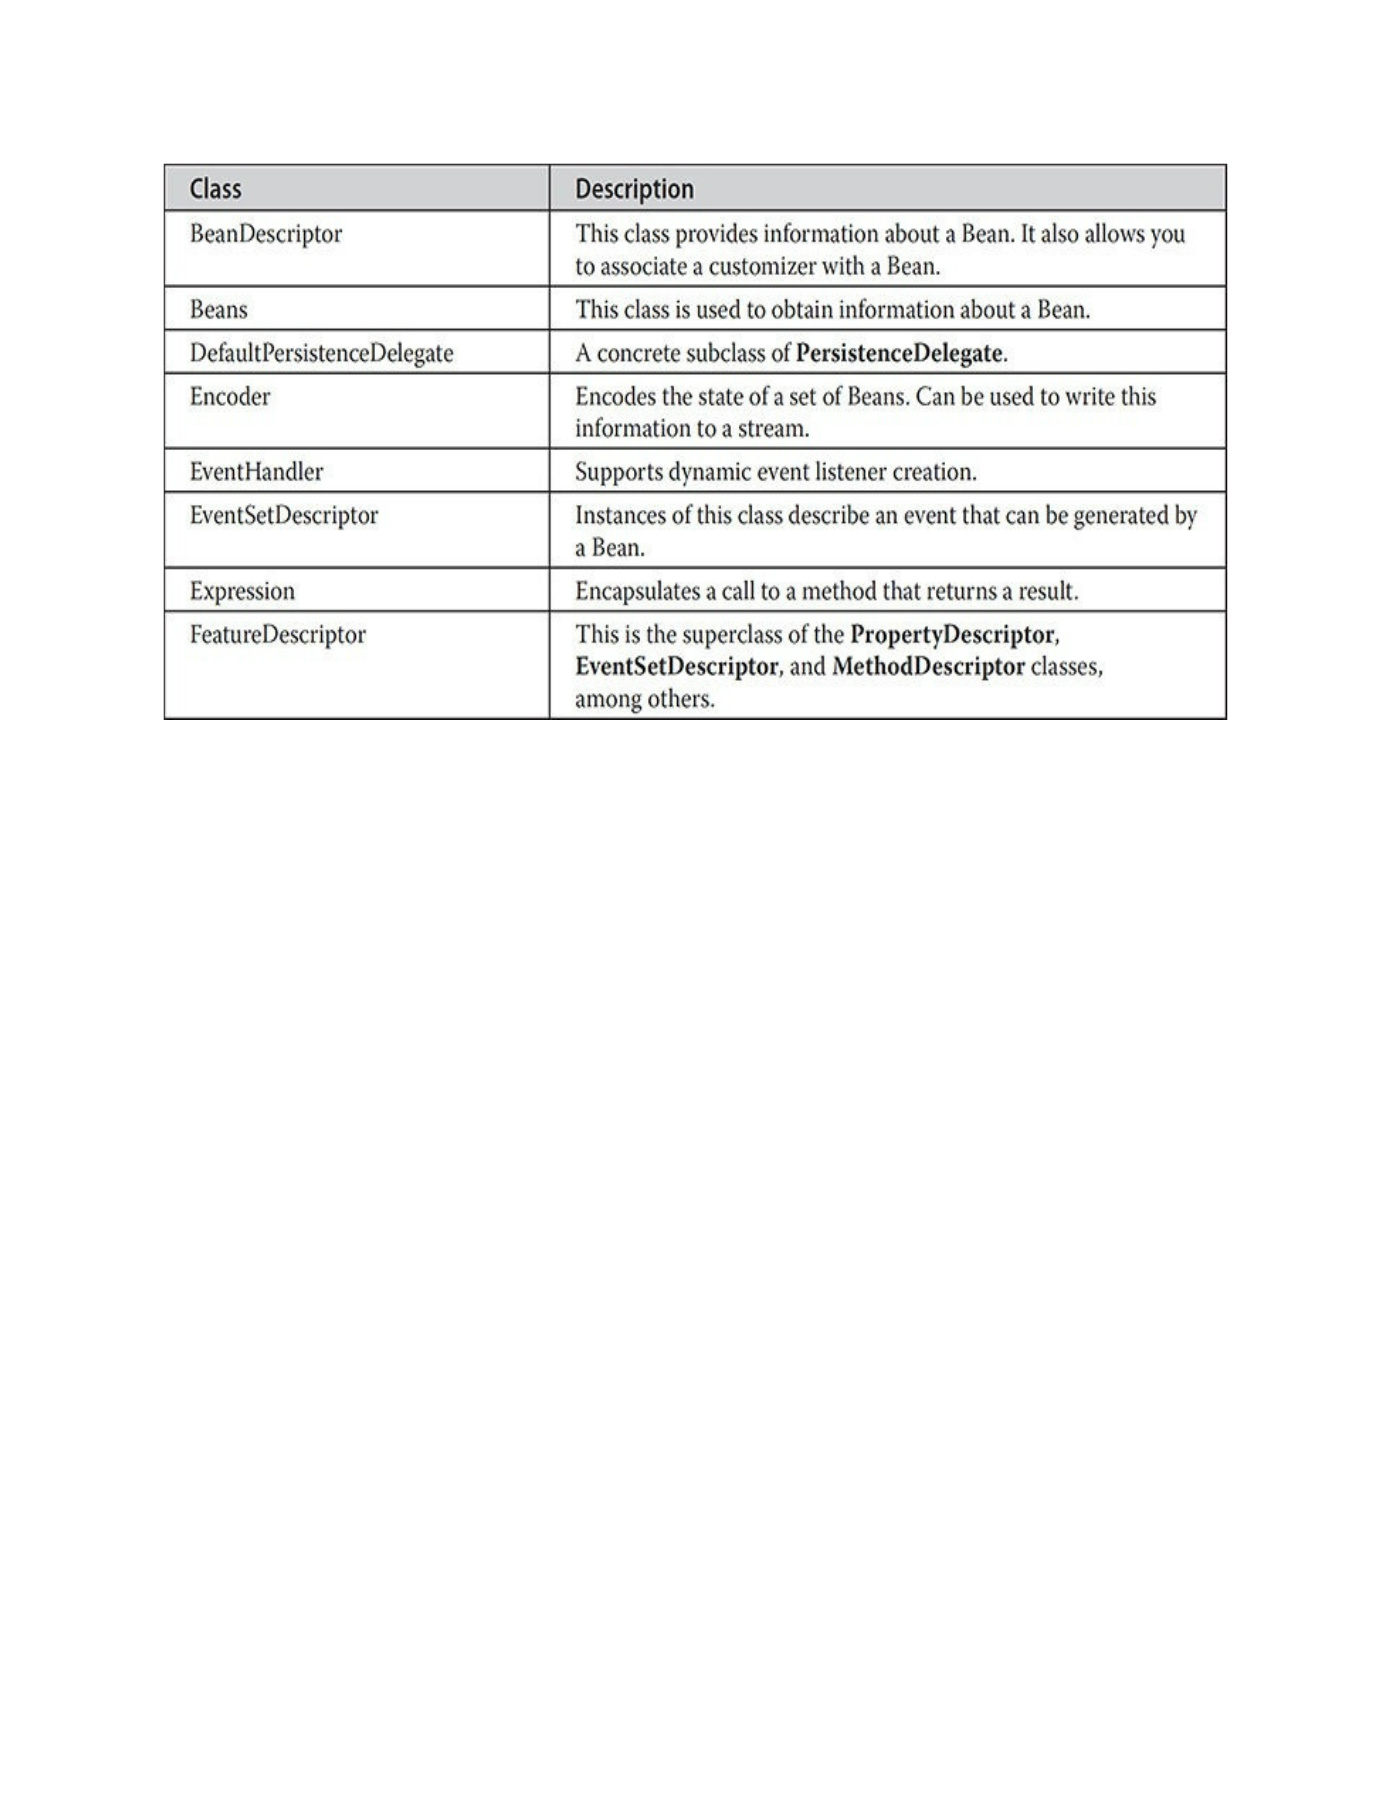 Class Description
BeanDescriptor This class provides information about a Bean. It also allows you
to associate a customizer with a Bean.
Beans This class is used to obtain information about a Bean.
DefaultPersistenceDelegate A concrete subclass of PersistenceDelegate.
Encoder Encodes the state of a set of Beans. Can be used to write this
information to a stream.
EventHandler Supports dynamic event listener creation.
EventSetDescriptor Instances of this class describe an event that can be generated by
a Bean.
Expression Encapsulates a call to a method that returns a result.
FeatureDescriptor This is the superclass of the PropertyDescriptor,
EventSetDescriptor, and MethodDescriptor classes,
among others.